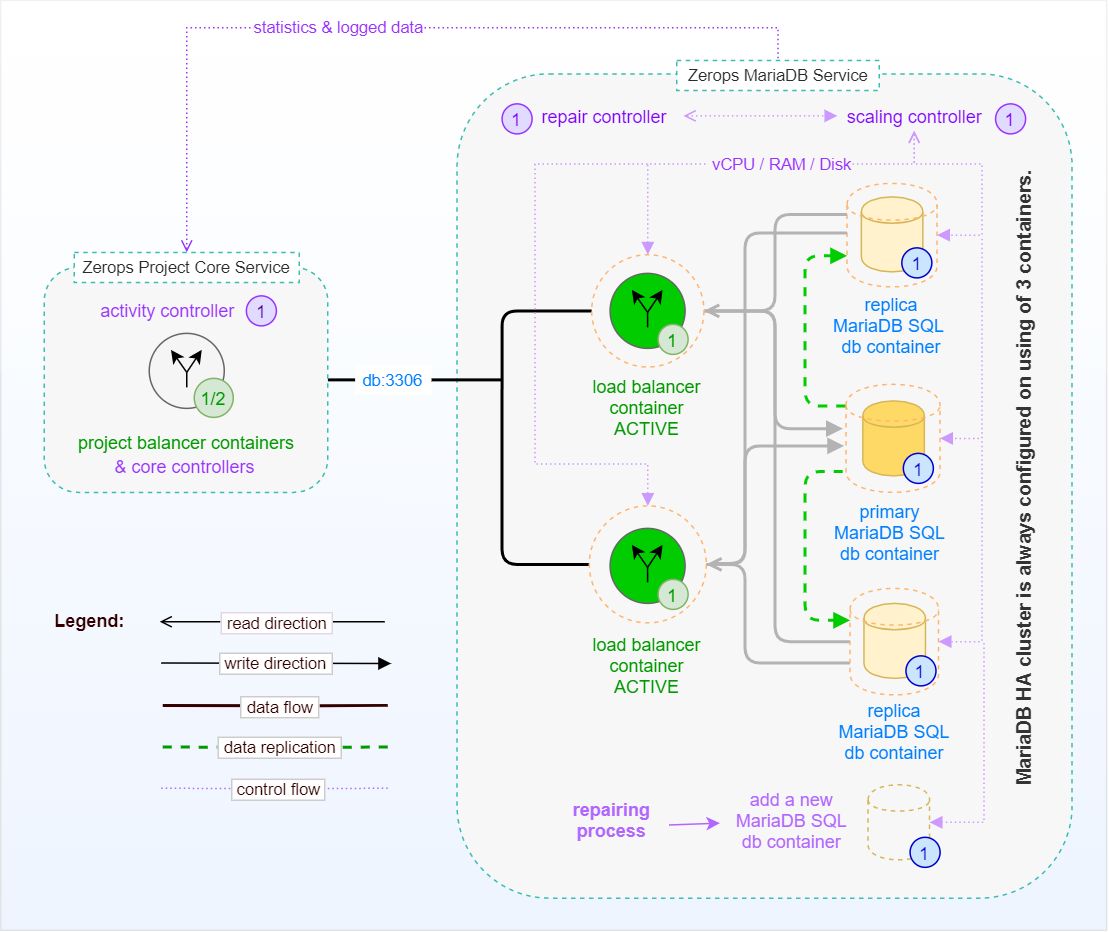 statistics & logged data
Zerops MariaDB Service
1
repair controller
scaling controller
1
vCPU / RAM / Disk
MariaDB HA cluster is always configured on using of 3 containers.
Zerops Project Core Service
activity controller
1
1/2
project balancer containers
& core controllers
db:3306
1
load balancer
container
ACTIVE
1
load balancer
container
ACTIVE
1
replica
MariaDB SQL
db container
1
primary
MariaDB SQL
db container
1
replica
MariaDB SQL
db container
repairing
process
add a new
MariaDB SQL
db container
1
Legend:
read direction
write direction
data flow
data replication
control flow